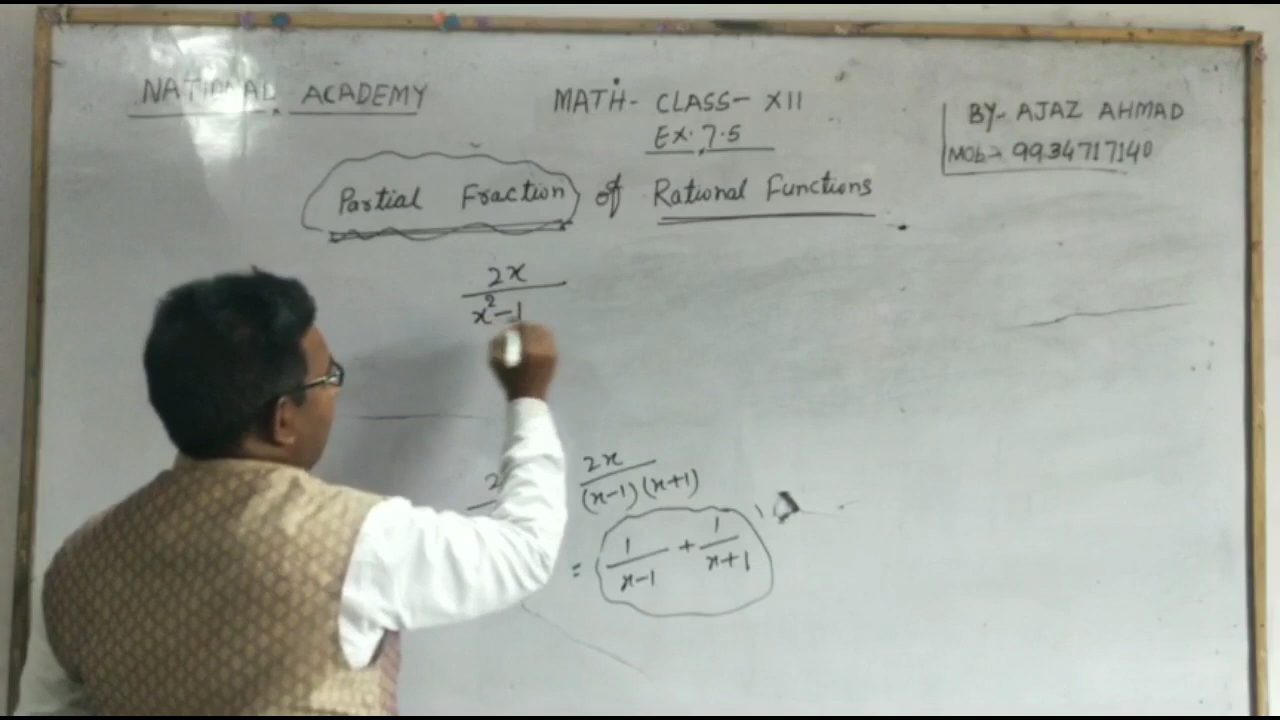 NATIONAL ACADEMY
MATH- CLASS- XII
EX. 7.5
BY- AJAZ AHMAD
MOb:- 9934717140
Partial Fraction of Rational Functions
2x
x²-1
2
2x
(x-1)(x+1)
= 1/(x-1) + 1/(x+1)